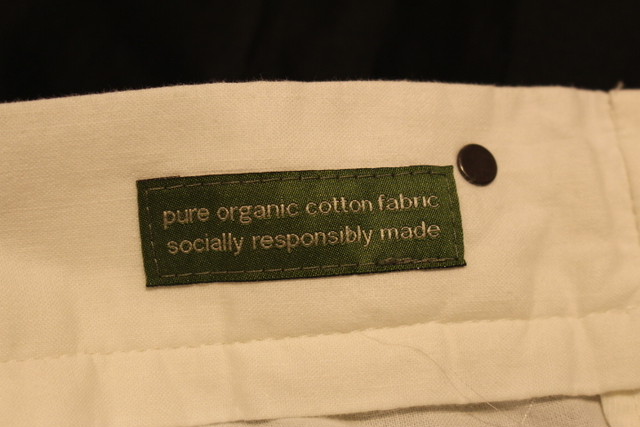 pure organic cotton fabric
socially responsibly made